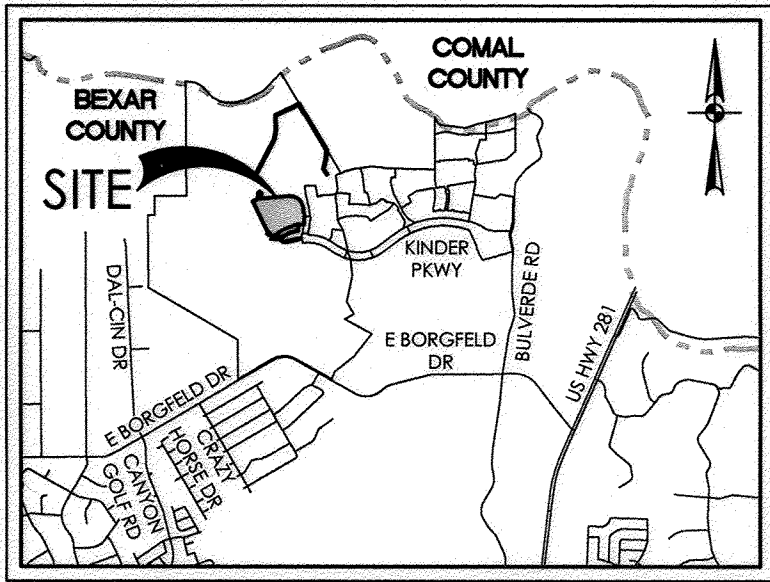 COMAL
COUNTY
BEXAR
COUNTY
SITE
KINDER
PKWY
BULVERDE RD
DAL-CIN DR
US HWY 281
E BORGFELD
DR
E BORGFELD DR
CRAZY
HORSE DR
CANYON
GOLF RD